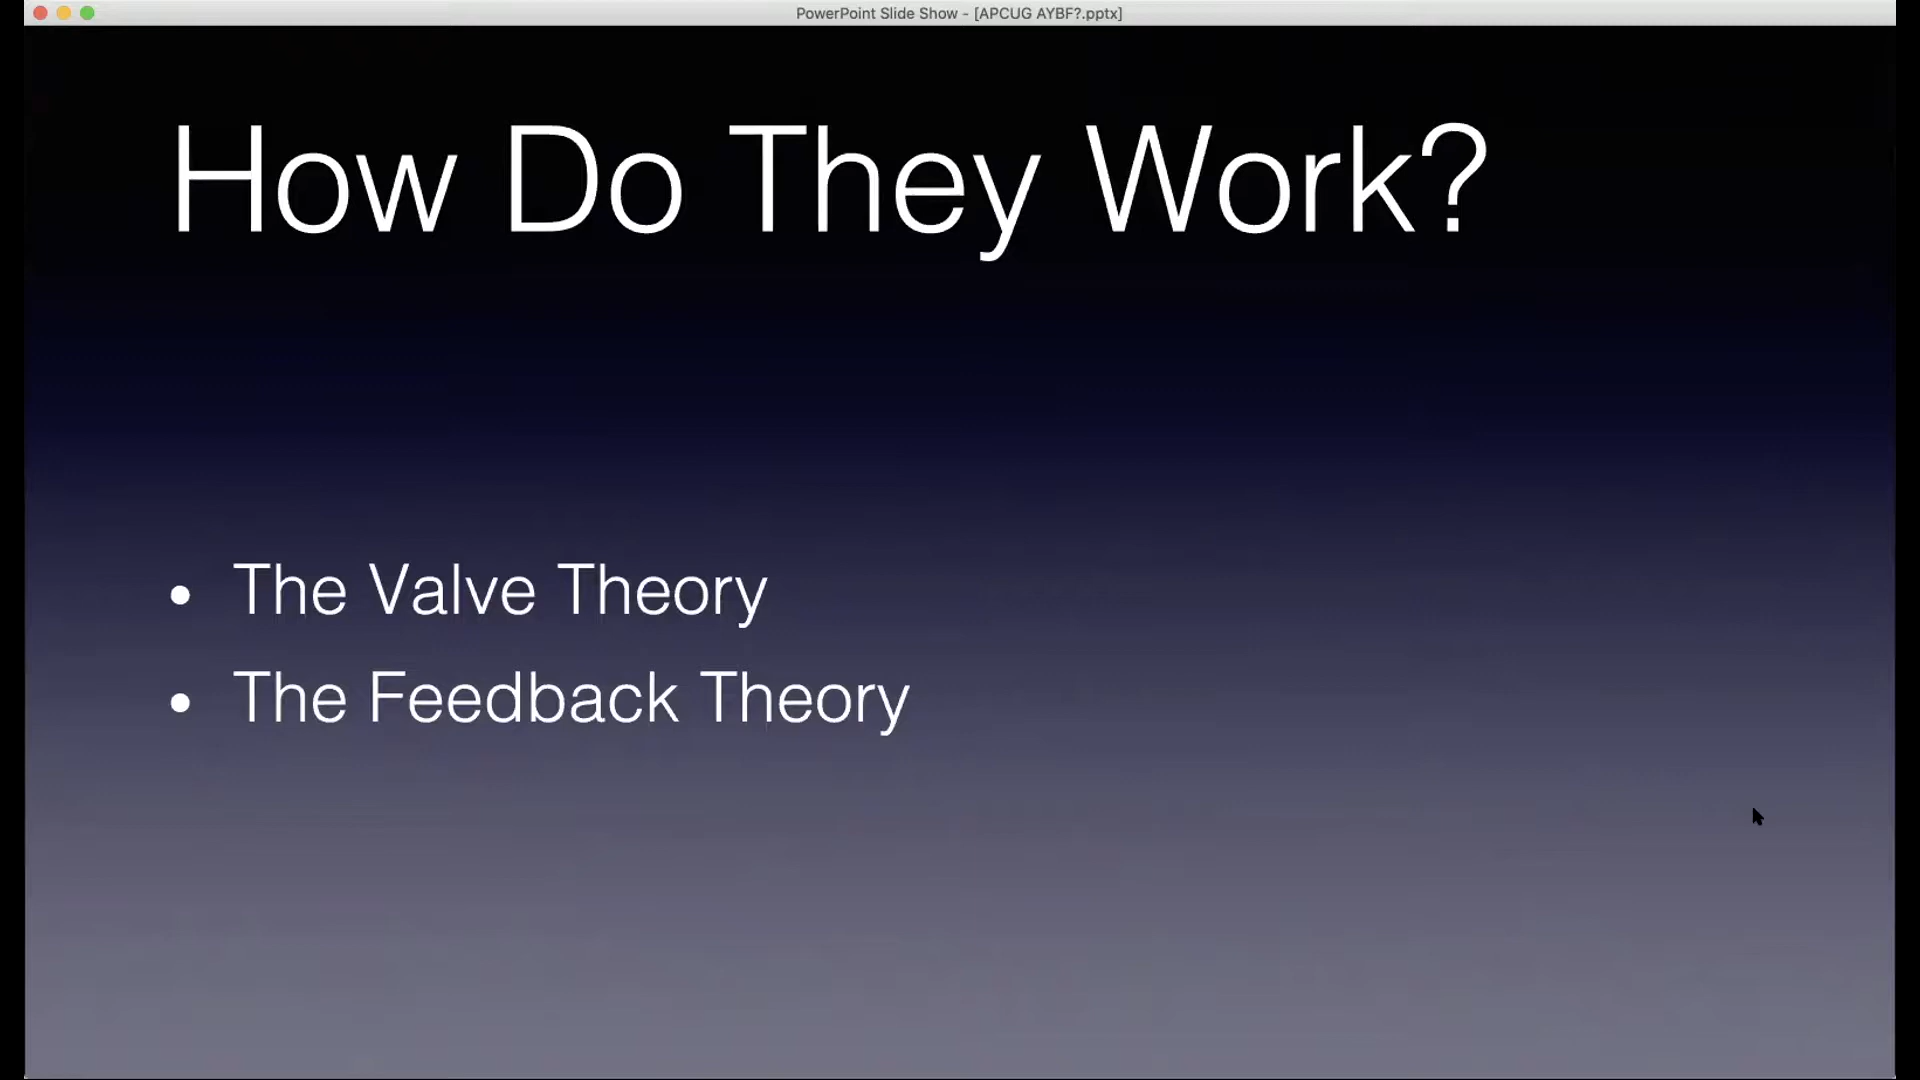 PowerPoint Slide Show - [APCUG AYBF?.pptx]
How Do They Work?
• The Valve Theory
• The Feedback Theory